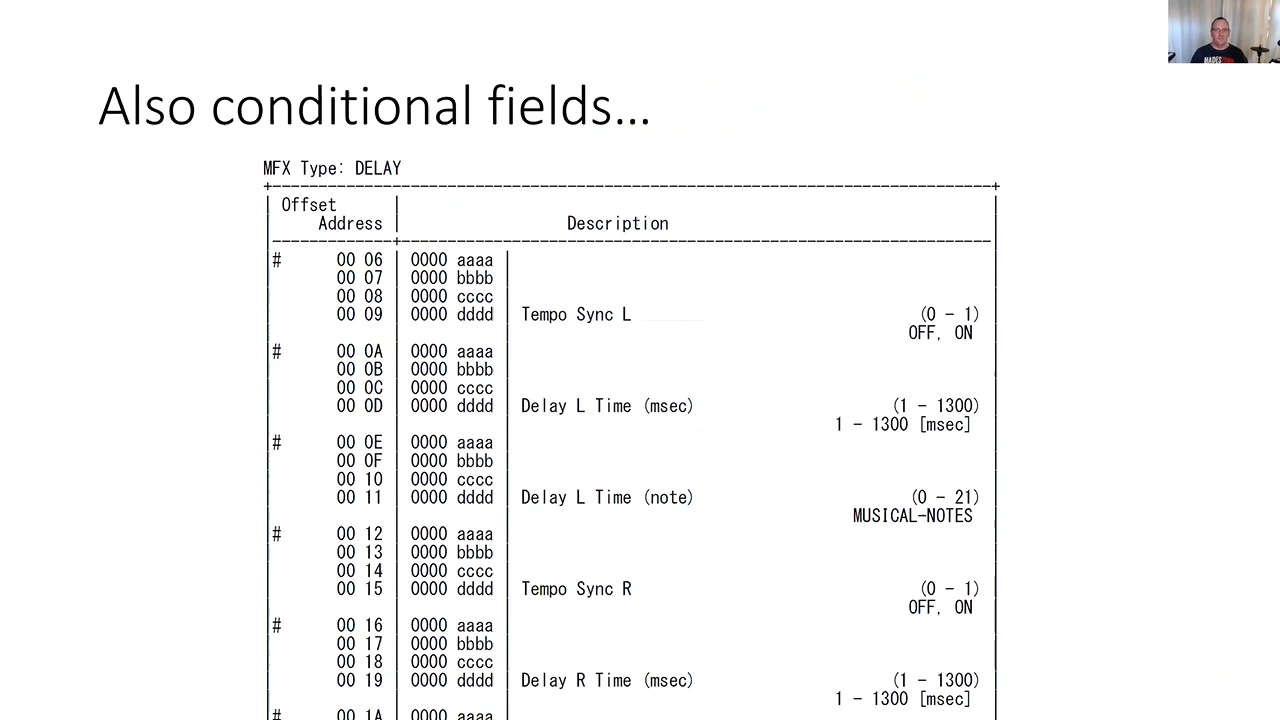 Also conditional fields...
MFX Type: DELAY
+------------------------------------------------------------------------------+
| Offset | |
| Address | Description |
|-------------+----------------------------------------------------------------|
|# 00 06 | 0000 aaaa | |
| 00 07 | 0000 bbbb | |
| 00 08 | 0000 cccc | |
| 00 09 | 0000 dddd | Tempo Sync L (0 - 1) |
| | | OFF, ON |
|# 00 0A | 0000 aaaa | |
| 00 0B | 0000 bbbb | |
| 00 0C | 0000 cccc | |
| 00 0D | 0000 dddd | Delay L Time (msec) (1 - 1300) |
| | | 1 - 1300 [msec] |
|# 00 0E | 0000 aaaa | |
| 00 0F | 0000 bbbb | |
| 00 10 | 0000 cccc | |
| 00 11 | 0000 dddd | Delay L Time (note) (0 - 21) |
| | | MUSICAL-NOTES |
|# 00 12 | 0000 aaaa | |
| 00 13 | 0000 bbbb | |
| 00 14 | 0000 cccc | |
| 00 15 | 0000 dddd | Tempo Sync R (0 - 1) |
| | | OFF, ON |
|# 00 16 | 0000 aaaa | |
| 00 17 | 0000 bbbb | |
| 00 18 | 0000 cccc | |
| 00 19 | 0000 dddd | Delay R Time (msec) (1 - 1300) |
| | | 1 - 1300 [msec] |
|# 00 1A | 0000 aaaa | |